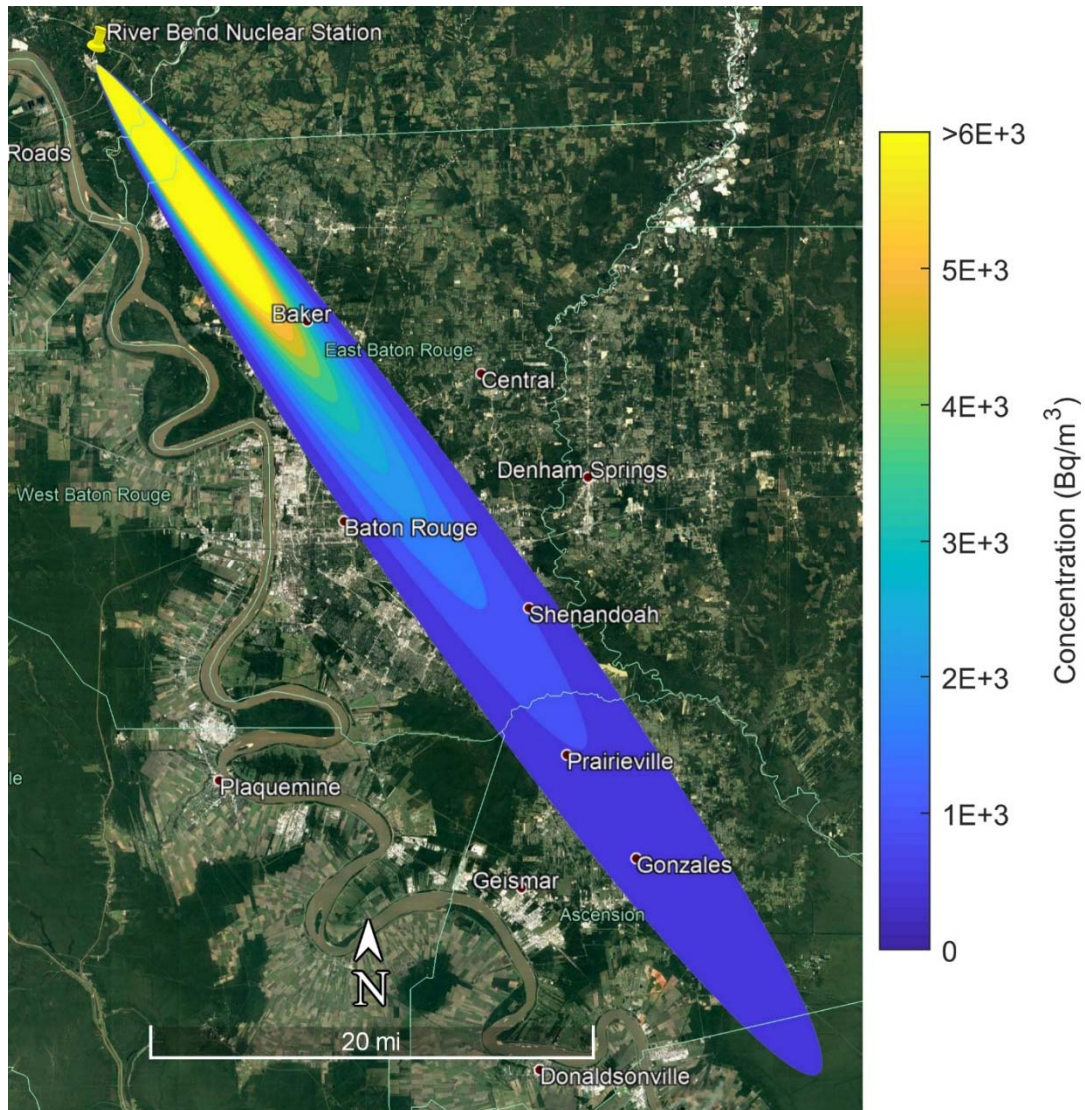 River Bend Nuclear Station
Roads
Baker
East Baton Rouge
Central
Denham Springs
West Baton Rouge
Baton Rouge
Shenandoah
Prairieville
le
Plaquemine
Gonzales
Geismar
Ascension
N
20 mi
Donaldsonville
>6E+3
5E+3
4E+3
3E+3
2E+3
1E+3
0
Concentration (Bq/m³)